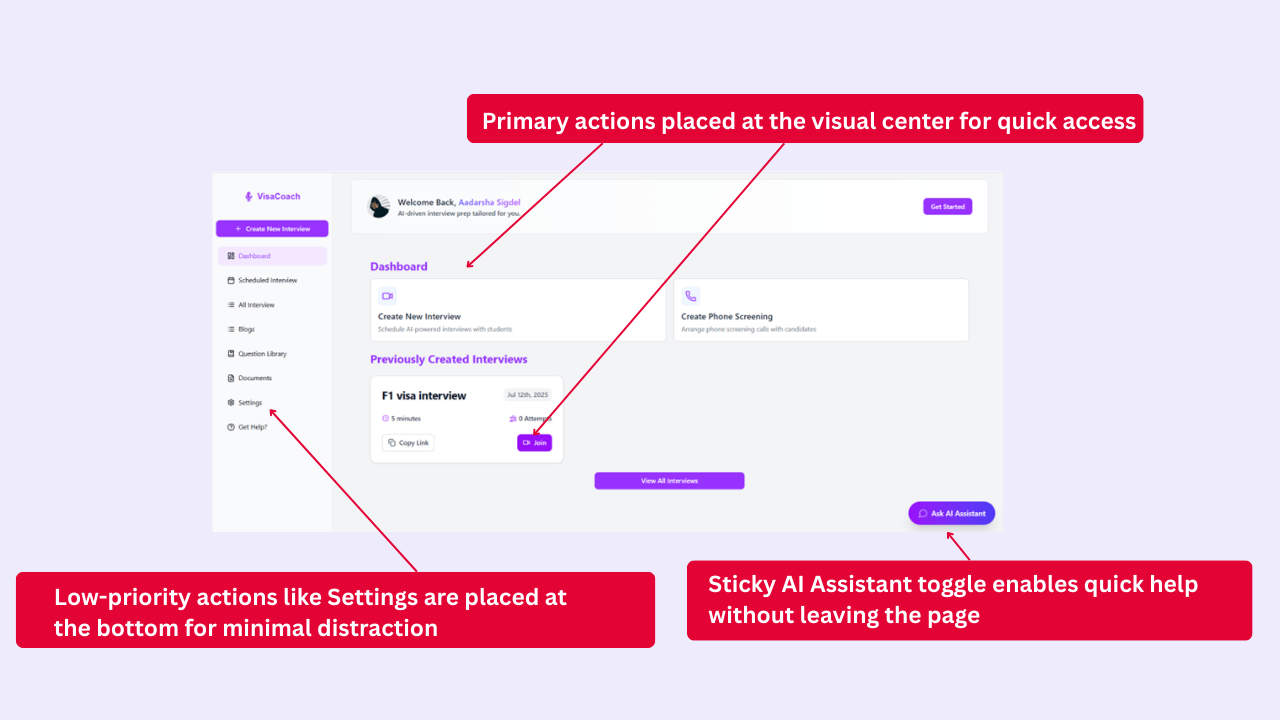 Primary actions placed at the visual center for quick access
VisaCoach
Welcome Back, Aadarsha Sigdel
AI-driven interview prep tailored for you.
Get Started
+ Create New Interview
Dashboard
Scheduled Interview
All Interview
Blogs
Question Library
Documents
Settings
Get Help?
Dashboard
Create New Interview
Schedule AI-powered interviews with students
Create Phone Screening
Arrange phone screening calls with candidates
Previously Created Interviews
F1 visa interview
Jul 12th, 2025
5 minutes
0 Attempts
Copy Link
Join
View All Interviews
Ask AI Assistant
Low-priority actions like Settings are placed at
the bottom for minimal distraction
Sticky AI Assistant toggle enables quick help
without leaving the page